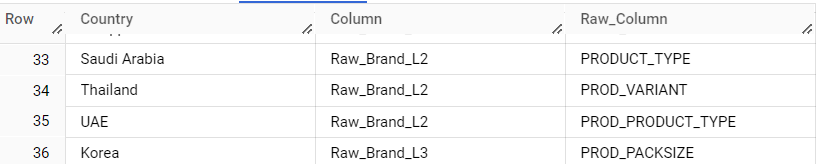 Row Country Column Raw_Column
33 Saudi Arabia Raw_Brand_L2 PRODUCT_TYPE
34 Thailand Raw_Brand_L2 PROD_VARIANT
35 UAE Raw_Brand_L2 PROD_PRODUCT_TYPE
36 Korea Raw_Brand_L3 PROD_PACKSIZE